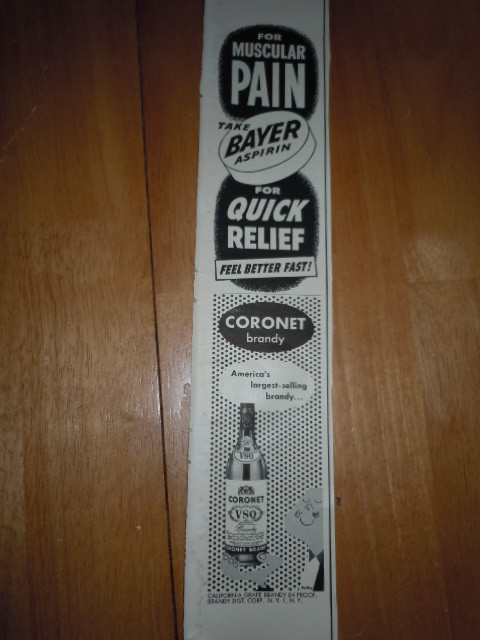 FOR
MUSCULAR
PAIN
TAKE
BAYER
ASPIRIN
FOR
QUICK
RELIEF
FEEL BETTER FAST!
CORONET
brandy
America's
largest-selling
brandy...
VSQ
CORONET
VSQ
Brandy
CORONET BRANDY
CALIFORNIA GRAPE BRANDY 84 PROOF.
BRANDY DIST. CORP. N. Y. I, N. Y.